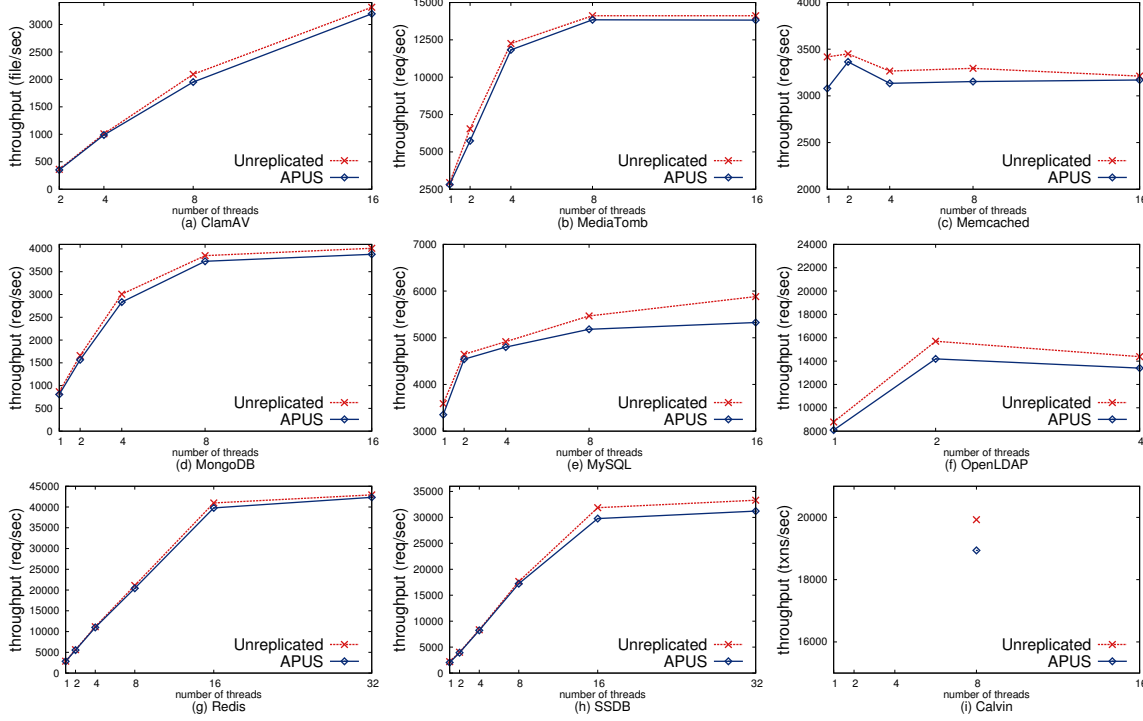 throughput (file/sec)
3000
2500
2000
1500
1000
500
0
Unreplicated
APUS
2 4 8 16
number of threads
(a) ClamAV
throughput (req/sec)
15000
12500
10000
7500
5000
2500
Unreplicated
APUS
1 2 4 8 16
number of threads
(b) MediaTomb
throughput (req/sec)
4000
3600
3200
2800
2400
2000
Unreplicated
APUS
1 2 4 8 16
number of threads
(c) Memcached
throughput (req/sec)
4000
3500
3000
2500
2000
1500
1000
500
0
Unreplicated
APUS
1 2 4 8 16
number of threads
(d) MongoDB
throughput (req/sec)
7000
6000
5000
4000
3000
Unreplicated
APUS
1 2 4 8 16
number of threads
(e) MySQL
throughput (req/sec)
24000
22000
20000
18000
16000
14000
12000
10000
8000
Unreplicated
APUS
1 2 4
number of threads
(f) OpenLDAP
throughput (req/sec)
45000
40000
35000
30000
25000
20000
15000
10000
5000
0
Unreplicated
APUS
1 2 4 8 16 32
number of threads
(g) Redis
throughput (req/sec)
35000
30000
25000
20000
15000
10000
5000
0
Unreplicated
APUS
1 2 4 8 16 32
number of threads
(h) SSDB
throughput (txns/sec)
20000
18000
16000
Unreplicated
APUS
1 2 4 8 16
number of threads
(i) Calvin